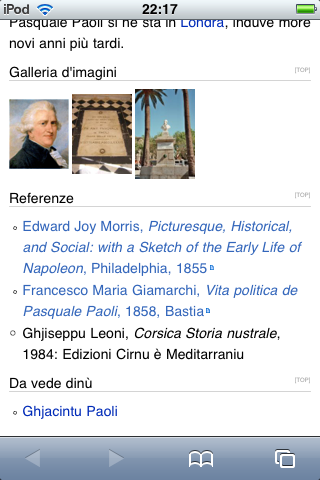 iPod 22:17
Pasquale Paoli si ne stà in Londra, induve more
novi anni più tardi.
Galleria d'imagini [TOP]
Referenze [TOP]
Edward Joy Morris, Picturesque, Historical,
and Social: with a Sketch of the Early Life of
Napoleon, Philadelphia, 1855
Francesco Maria Giamarchi, Vita politica de
Pasquale Paoli, 1858, Bastia
Ghjiseppu Leoni, Corsica Storia nustrale,
1984: Edizioni Cirnu è Meditarraniu
Da vede dinù [TOP]
Ghjacintu Paoli